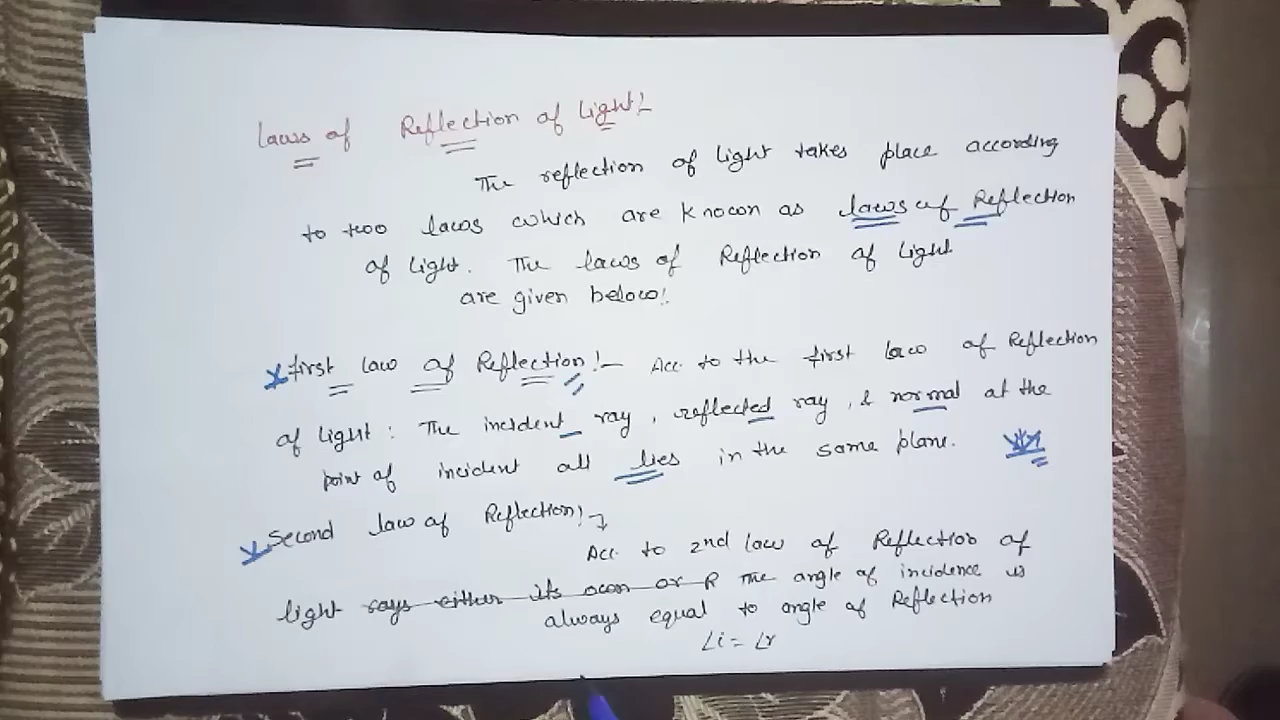 Laws of Reflection of light!
The reflection of light takes place according
to two laws which are known as laws of Reflection
of light. The laws of Reflection of light
are given below!
* first law of Reflection!— Acc. to the first law of Reflection
of light: The incident ray, reflected ray, & normal at the
point of incident all lies in the same plane.
* Second law of Reflection!→
Acc. to 2nd law of Reflection of
light says either its own or R The angle of incidence is
always equal to angle of Reflection
∠i = ∠r